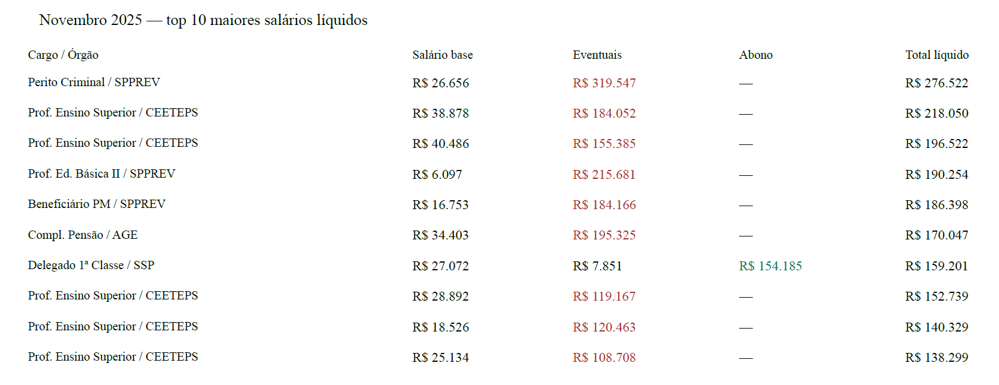 Novembro 2025 — top 10 maiores salários líquidos
Cargo / Órgão Salário base Eventuais Abono Total líquido
Perito Criminal / SPPREV R$ 26.656 R$ 319.547 — R$ 276.522
Prof. Ensino Superior / CEETEPS R$ 38.878 R$ 184.052 — R$ 218.050
Prof. Ensino Superior / CEETEPS R$ 40.486 R$ 155.385 — R$ 196.522
Prof. Ed. Básica II / SPPREV R$ 6.097 R$ 215.681 — R$ 190.254
Beneficiário PM / SPPREV R$ 16.753 R$ 184.166 — R$ 186.398
Compl. Pensão / AGE R$ 34.403 R$ 195.325 — R$ 170.047
Delegado 1ª Classe / SSP R$ 27.072 R$ 7.851 R$ 154.185 R$ 159.201
Prof. Ensino Superior / CEETEPS R$ 28.892 R$ 119.167 — R$ 152.739
Prof. Ensino Superior / CEETEPS R$ 18.526 R$ 120.463 — R$ 140.329
Prof. Ensino Superior / CEETEPS R$ 25.134 R$ 108.708 — R$ 138.299